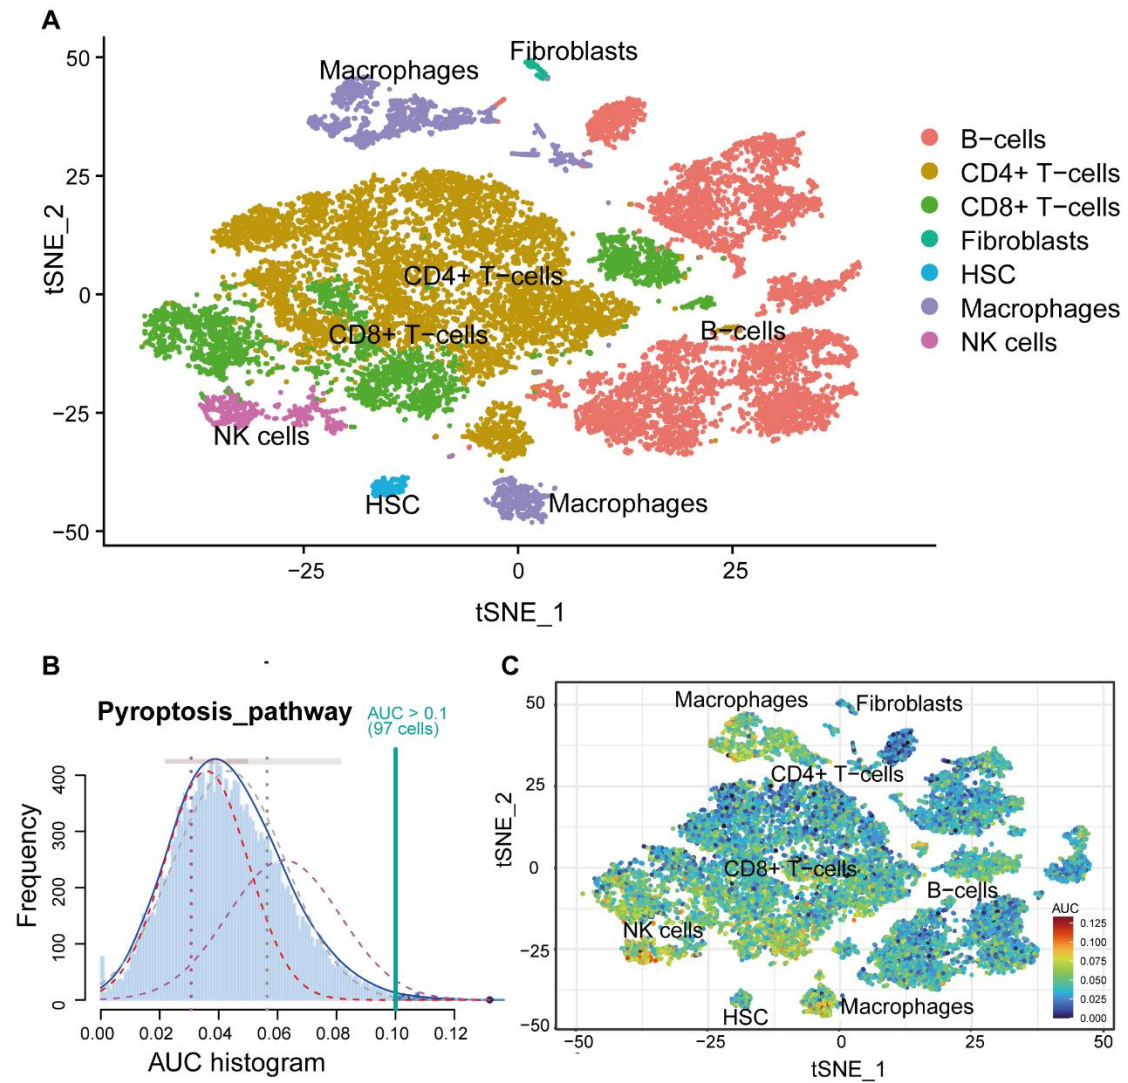 A
Macrophages
Fibroblasts
CD4+ T−cells
CD8+ T−cells
B−cells
NK cells
HSC
Macrophages
50
25
0
−25
−50
tSNE_2
−25
0
25
tSNE_1
B−cells
CD4+ T−cells
CD8+ T−cells
Fibroblasts
HSC
Macrophages
NK cells
B
Pyroptosis_pathway
AUC > 0.1
(97 cells)
Frequency
400
300
200
100
0
0.00
0.02
0.04
0.06
0.08
0.10
0.12
AUC histogram
C
Macrophages
Fibroblasts
CD4+ T−cells
CD8+ T−cells
B−cells
NK cells
HSC
Macrophages
AUC
0.125
0.100
0.075
0.050
0.025
0.000
50
25
0
−25
−50
tSNE_2
−50
−25
0
25
50
tSNE_1